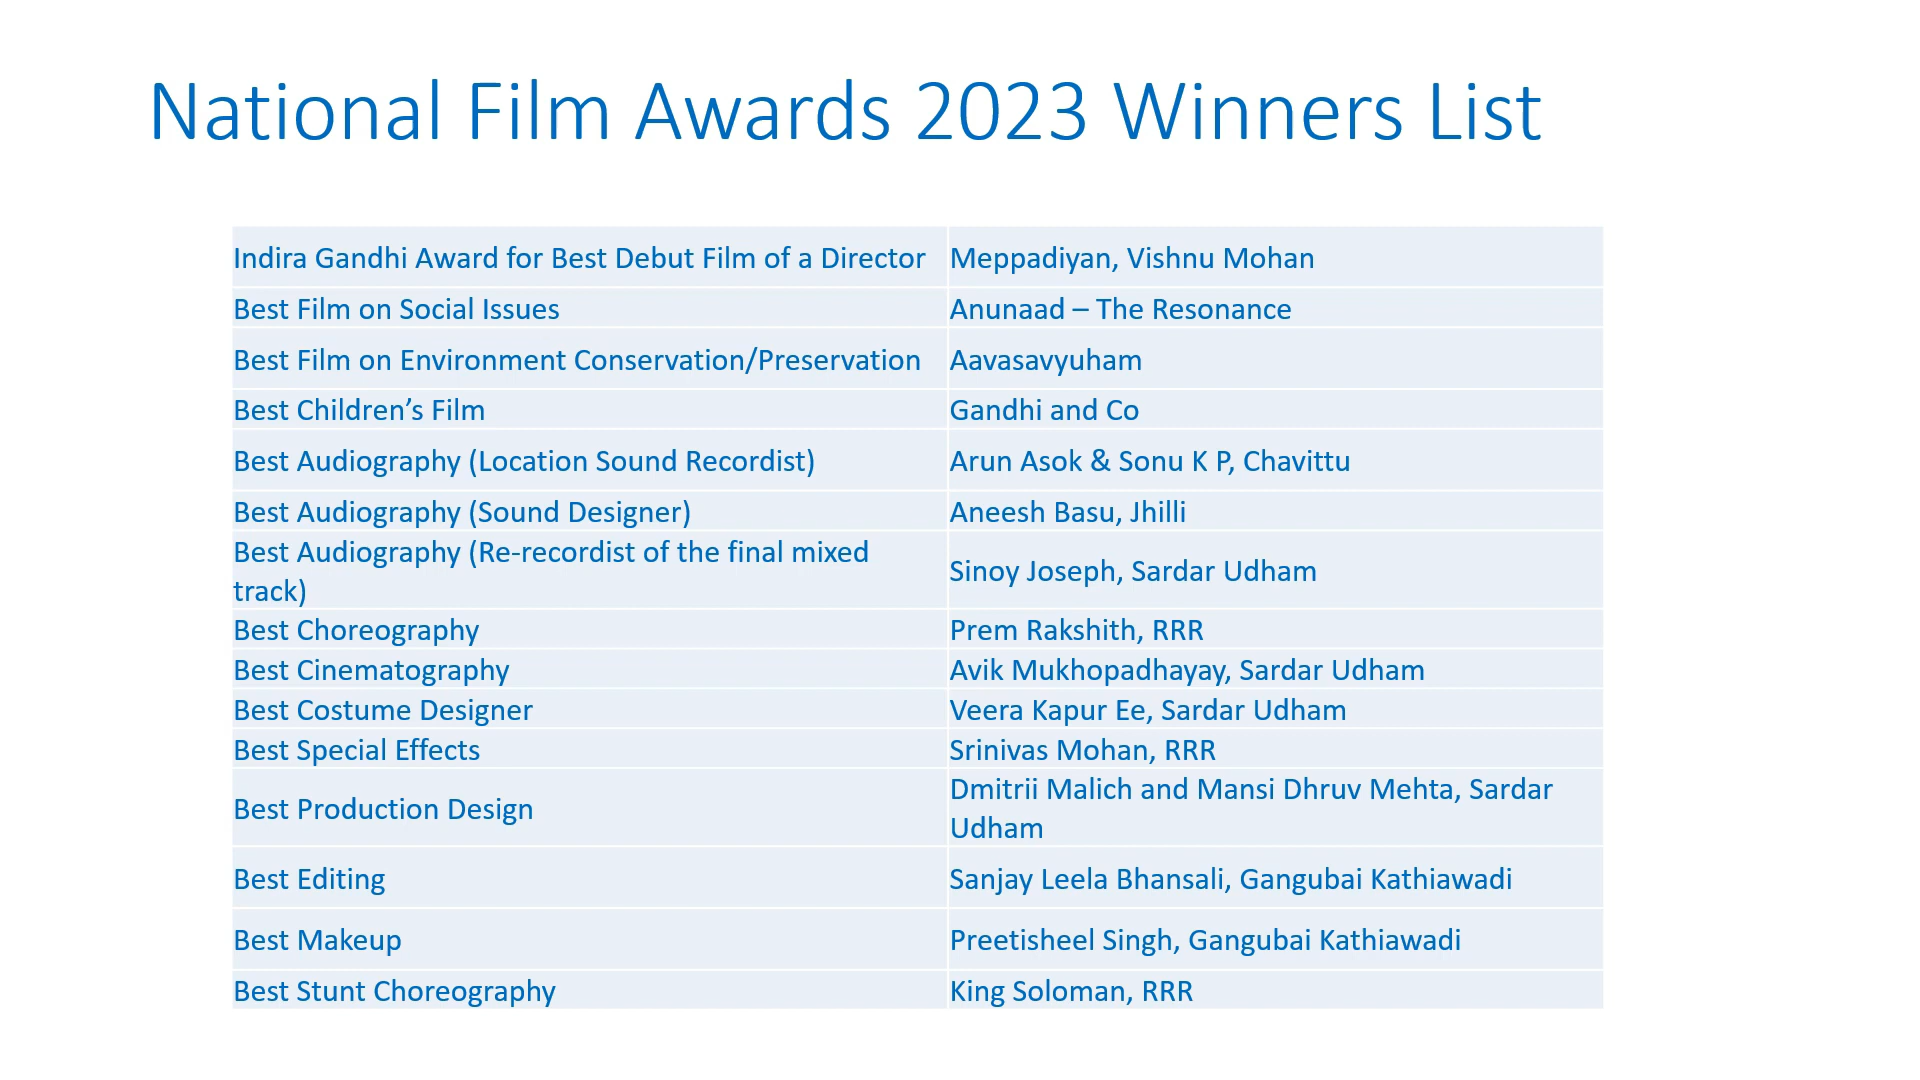 National Film Awards 2023 Winners List
Indira Gandhi Award for Best Debut Film of a Director Meppadiyan, Vishnu Mohan
Best Film on Social Issues Anunaad – The Resonance
Best Film on Environment Conservation/Preservation Aavasavyuham
Best Children’s Film Gandhi and Co
Best Audiography (Location Sound Recordist) Arun Asok & Sonu K P, Chavittu
Best Audiography (Sound Designer) Aneesh Basu, Jhilli
Best Audiography (Re-recordist of the final mixed
track)
Sinoy Joseph, Sardar Udham
Best Choreography Prem Rakshith, RRR
Best Cinematography Avik Mukhopadhayay, Sardar Udham
Best Costume Designer Veera Kapur Ee, Sardar Udham
Best Special Effects Srinivas Mohan, RRR
Best Production Design
Dmitrii Malich and Mansi Dhruv Mehta, Sardar
Udham
Best Editing Sanjay Leela Bhansali, Gangubai Kathiawadi
Best Makeup Preetisheel Singh, Gangubai Kathiawadi
Best Stunt Choreography King Soloman, RRR